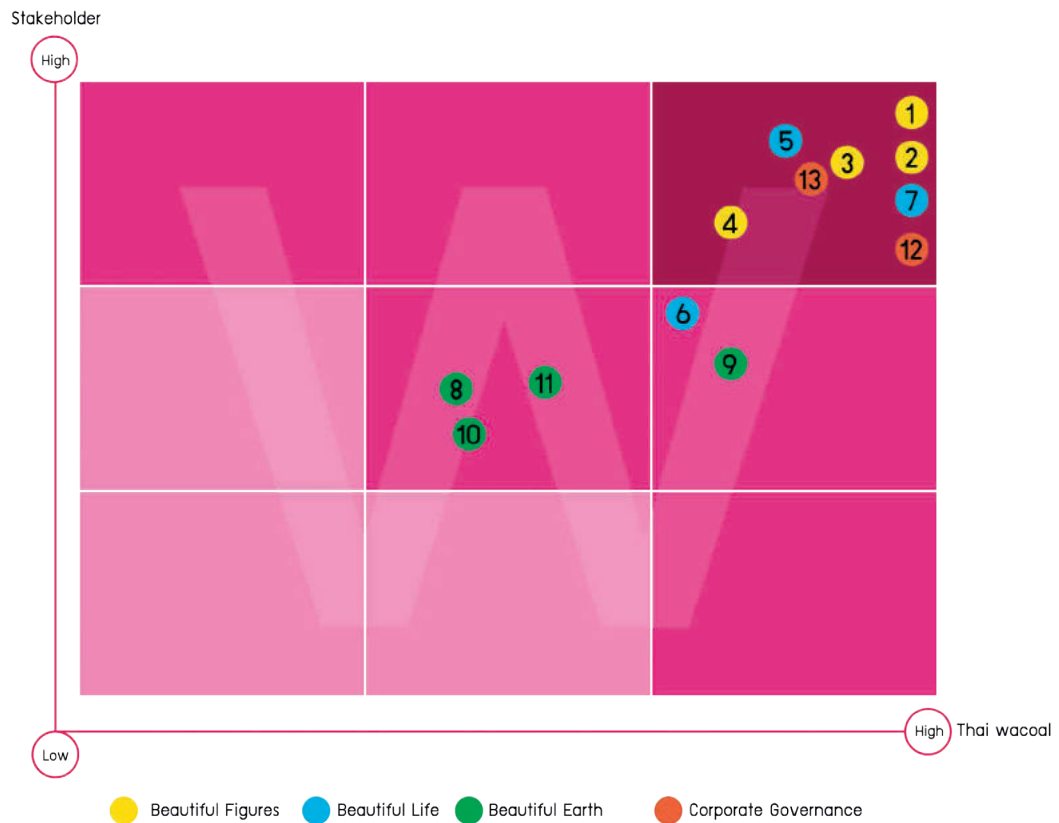 Stakeholder
High
1
5
3
2
13
7
4
12
6
9
11
8
10
High Thai wacoal
Low
Beautiful Figures Beautiful Life Beautiful Earth Corporate Governance